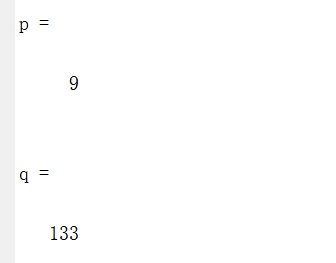 p =
9
q =
133